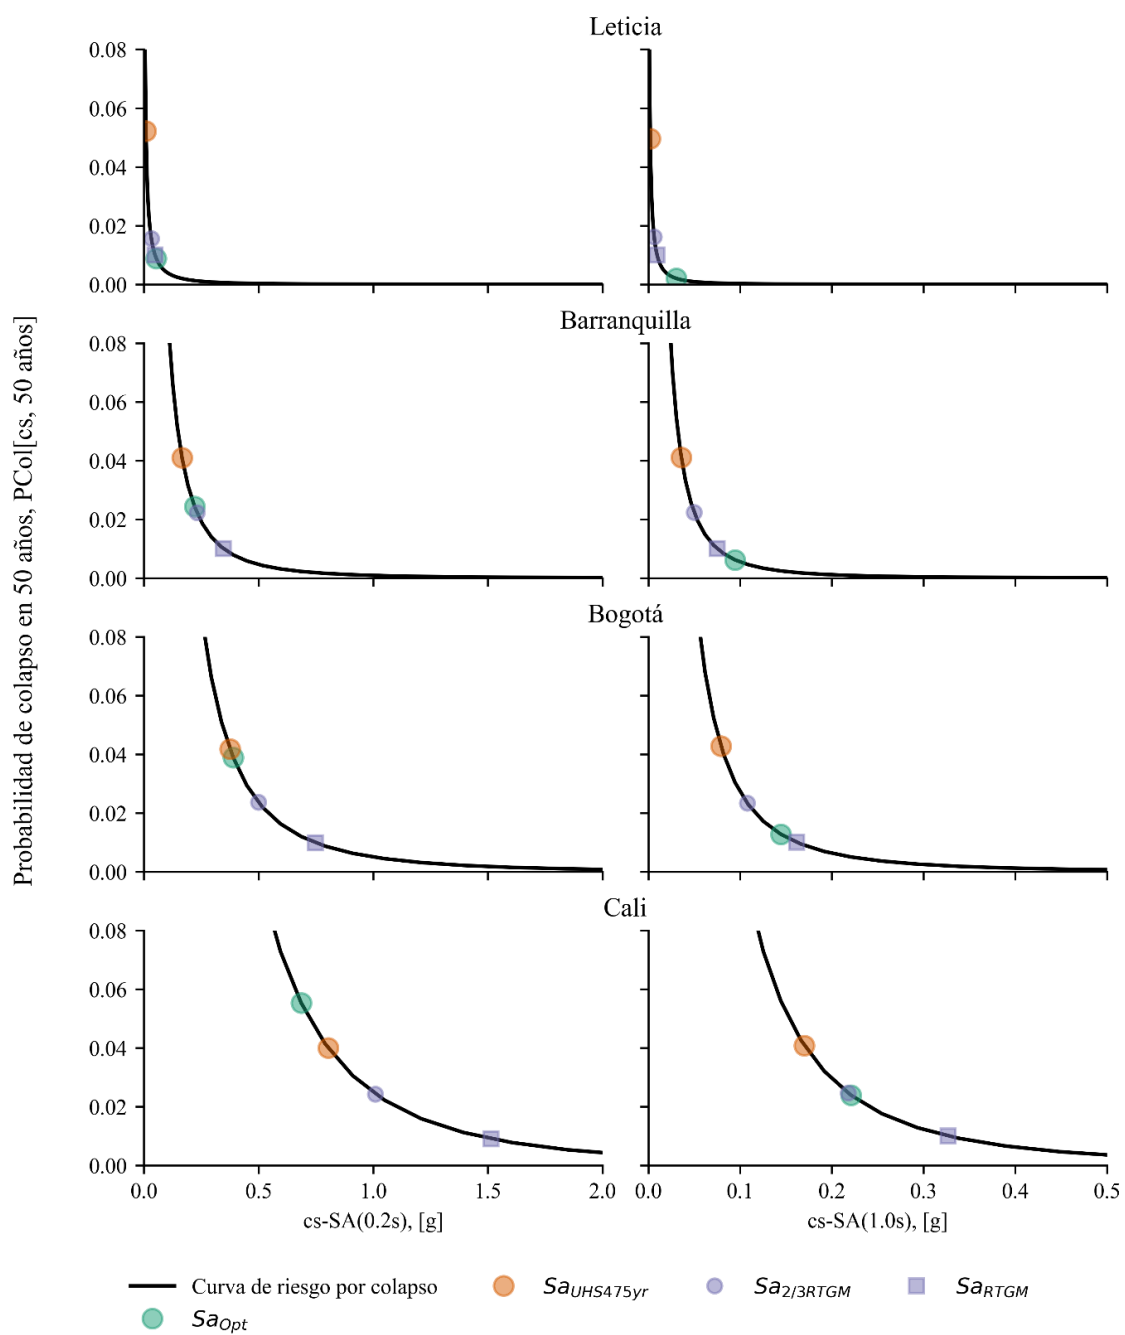 Leticia
0.08
0.06
0.04
0.02
0.00
Barranquilla
0.08
0.06
0.04
0.02
0.00
Bogotá
0.08
0.06
0.04
0.02
0.00
Cali
0.08
0.06
0.04
0.02
0.00
Probabilidad de colapso en 50 años, PCol[cs, 50 años]
0.0 0.5 1.0 1.5 2.0 0.0 0.1 0.2 0.3 0.4 0.5
cs-SA(0.2s), [g] cs-SA(1.0s), [g]
Curva de riesgo por colapso SaUHS475yr Sa2/3RTGM SaRTGM
SaOpt